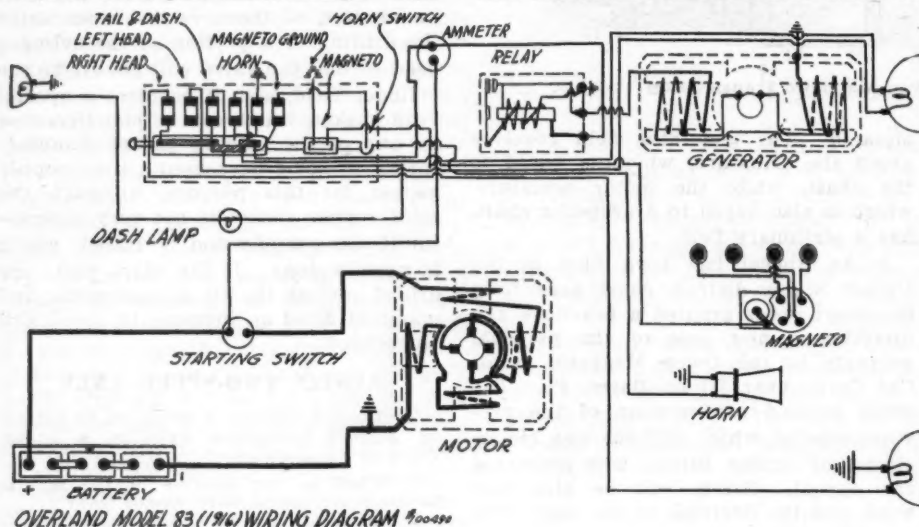 TAIL & DASH
LEFT HEAD
RIGHT HEAD
MAGNETO GROUND
HORN
HORN SWITCH
MAGNETO
AMMETER
RELAY
GENERATOR
DASH LAMP
STARTING SWITCH
MOTOR
MAGNETO
HORN
+ -
BATTERY
OVERLAND MODEL 83 (1916) WIRING DIAGRAM